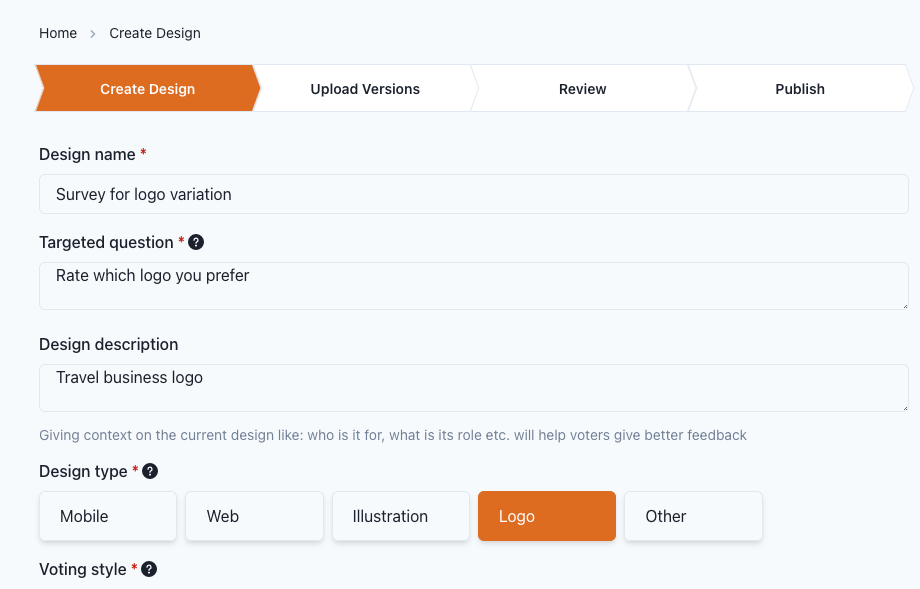 Home > Create Design
Create Design Upload Versions Review Publish
Design name *
Survey for logo variation
Targeted question * ?
Rate which logo you prefer
Design description
Travel business logo
Giving context on the current design like: who is it for, what is its role etc. will help voters give better feedback
Design type * ?
Mobile Web Illustration Logo Other
Voting style * ?